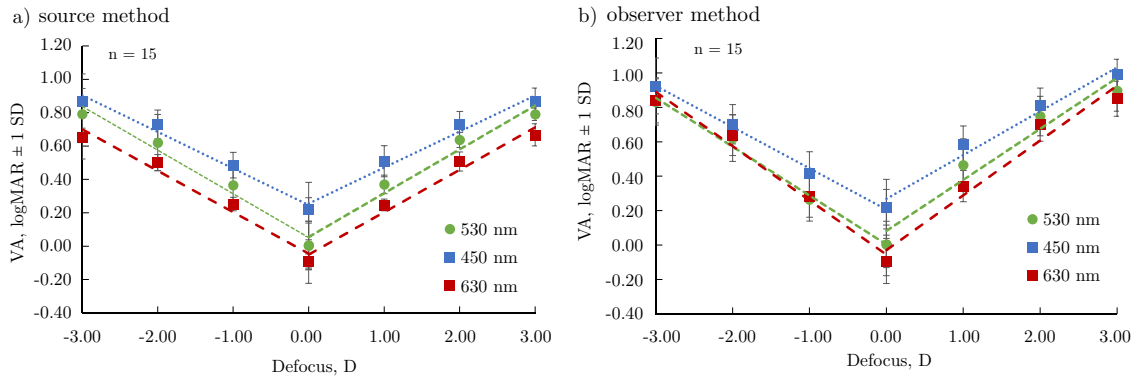 a) source method
n = 15
VA, logMAR ± 1 SD
1.20
1.00
0.80
0.60
0.40
0.20
0.00
-0.20
-0.40
530 nm
450 nm
630 nm
-3.00 -2.00 -1.00 0.00 1.00 2.00 3.00
Defocus, D
b) observer method
n = 15
VA, logMAR ± 1 SD
1.20
1.00
0.80
0.60
0.40
0.20
0.00
-0.20
-0.40
530 nm
450 nm
630 nm
-3.00 -2.00 -1.00 0.00 1.00 2.00 3.00
Defocus, D